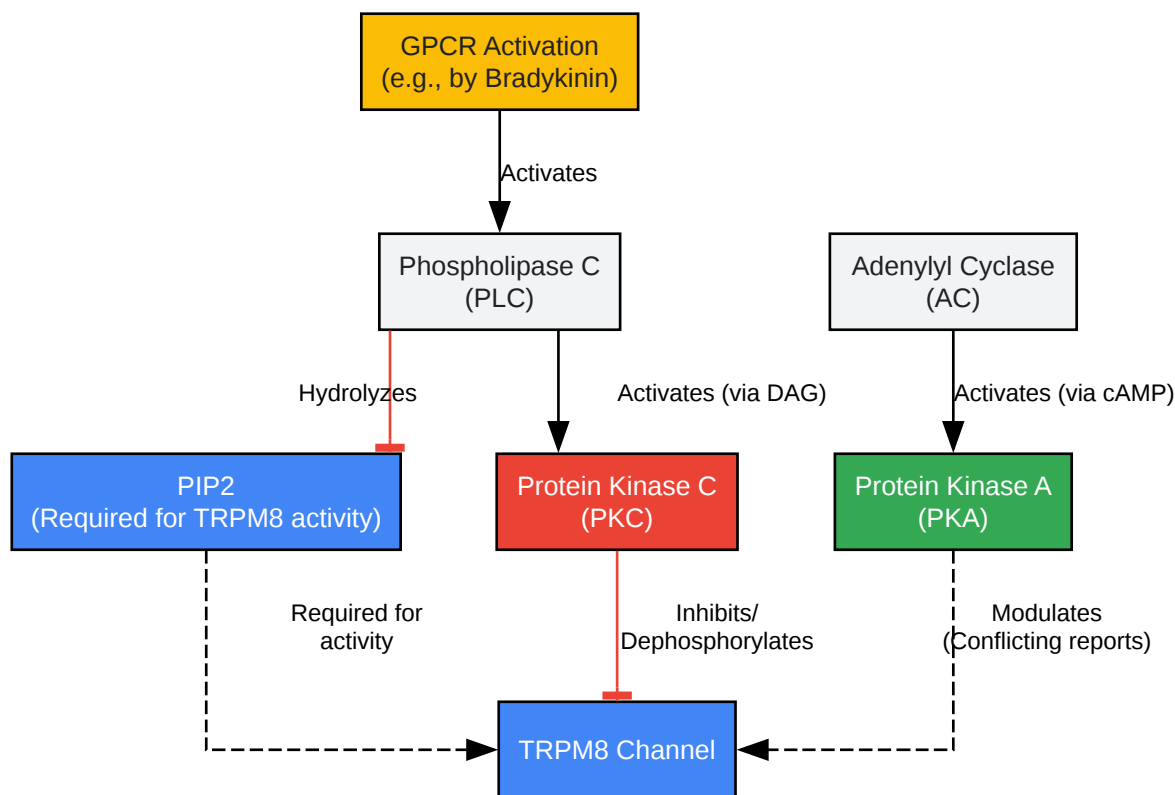 GPCR Activation
(e.g., by Bradykinin)
Activates
Phospholipase C
(PLC)
Adenylyl Cyclase
(AC)
Hydrolyzes
Activates (via DAG)
Activates (via cAMP)
PIP2
(Required for TRPM8 activity)
Protein Kinase C
(PKC)
Protein Kinase A
(PKA)
Required for
activity
Inhibits/
Dephosphorylates
Modulates
(Conflicting reports)
TRPM8 Channel